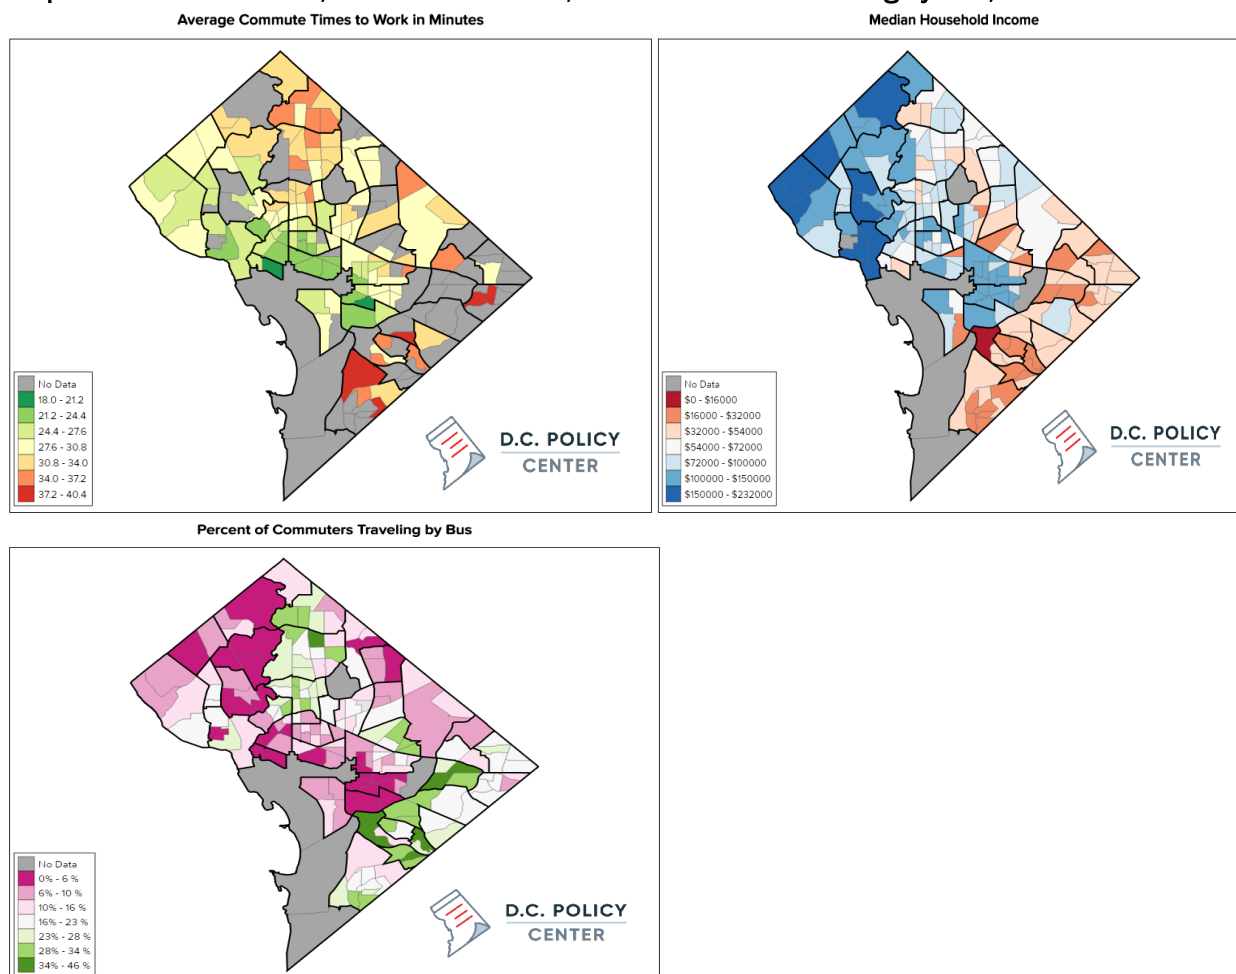 Average Commute Times to Work in Minutes
No Data
18.0 - 21.2
21.2 - 24.4
24.4 - 27.6
27.6 - 30.8
30.8 - 34.0
34.0 - 37.2
37.2 - 40.4
D.C. POLICY
CENTER
Median Household Income
No Data
$0 - $16000
$16000 - $32000
$32000 - $54000
$54000 - $72000
$72000 - $100000
$100000 - $150000
$150000 - $232000
D.C. POLICY
CENTER
Percent of Commuters Traveling by Bus
No Data
0% - 6 %
6% - 10 %
10% - 16 %
16% - 23 %
23% - 28 %
28% - 34 %
34% - 46 %
D.C. POLICY
CENTER